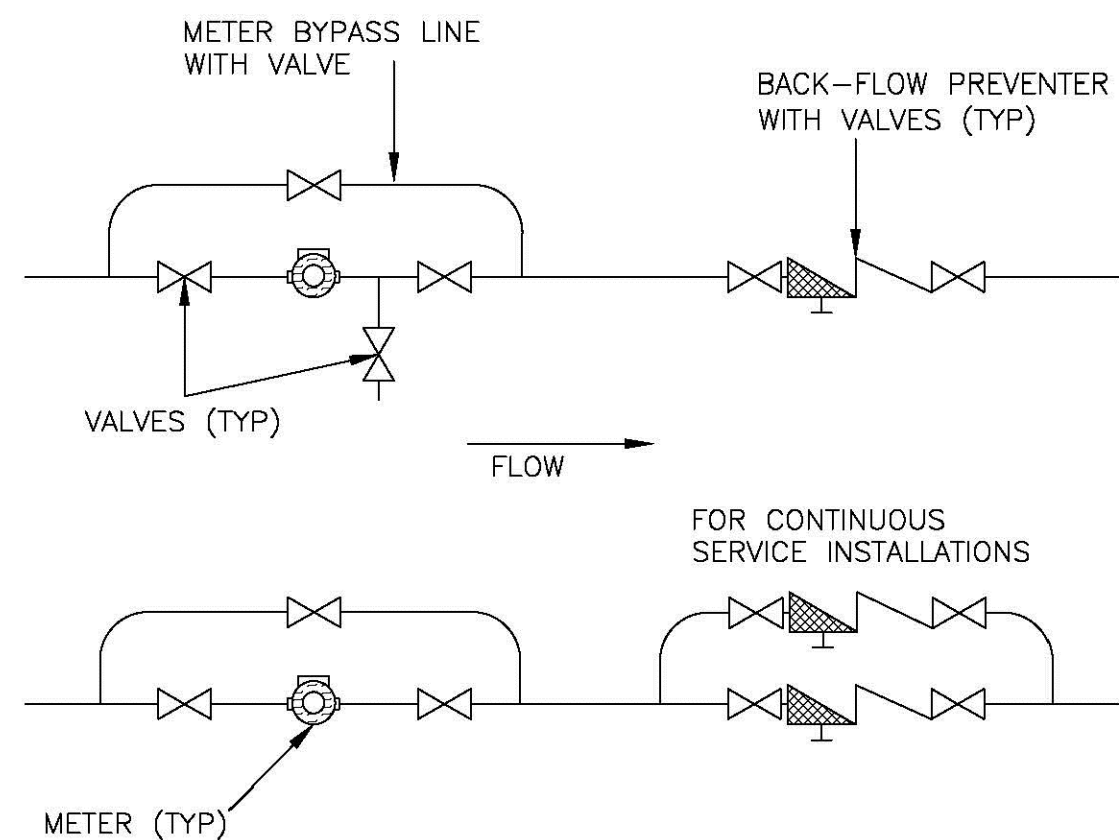 METER BYPASS LINE
WITH VALVE
BACK-FLOW PREVENTER
WITH VALVES (TYP)
VALVES (TYP)
FLOW
FOR CONTINUOUS
SERVICE INSTALLATIONS
METER (TYP)